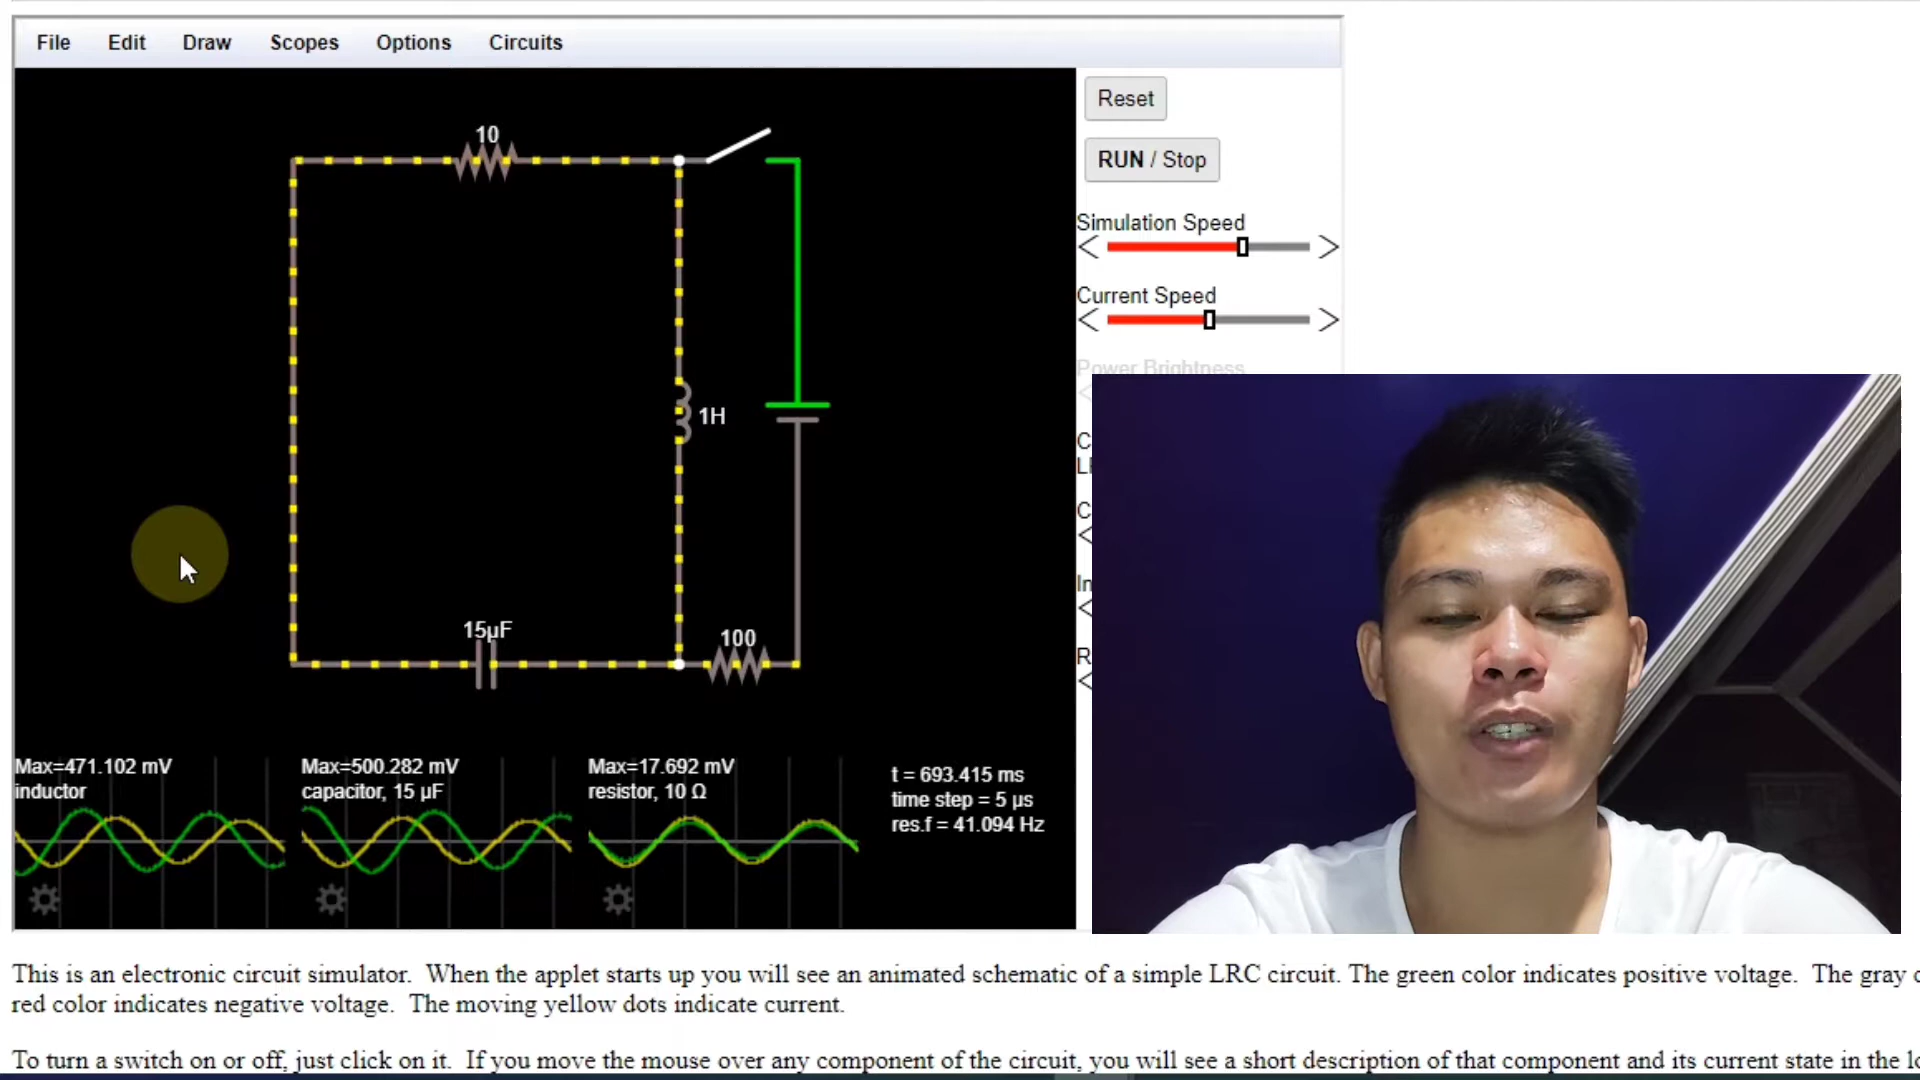 File Edit Draw Scopes Options Circuits
Reset
RUN / Stop
Simulation Speed
Current Speed
Power Brightness
10
1H
15µF
100
Max=471.102 mV
inductor
Max=500.282 mV
capacitor, 15 µF
Max=17.692 mV
resistor, 10 Ω
t = 693.415 ms
time step = 5 µs
res.f = 41.094 Hz
This is an electronic circuit simulator. When the applet starts up you will see an animated schematic of a simple LRC circuit. The green color indicates positive voltage. The gray
red color indicates negative voltage. The moving yellow dots indicate current.
To turn a switch on or off, just click on it. If you move the mouse over any component of the circuit, you will see a short description of that component and its current state in the